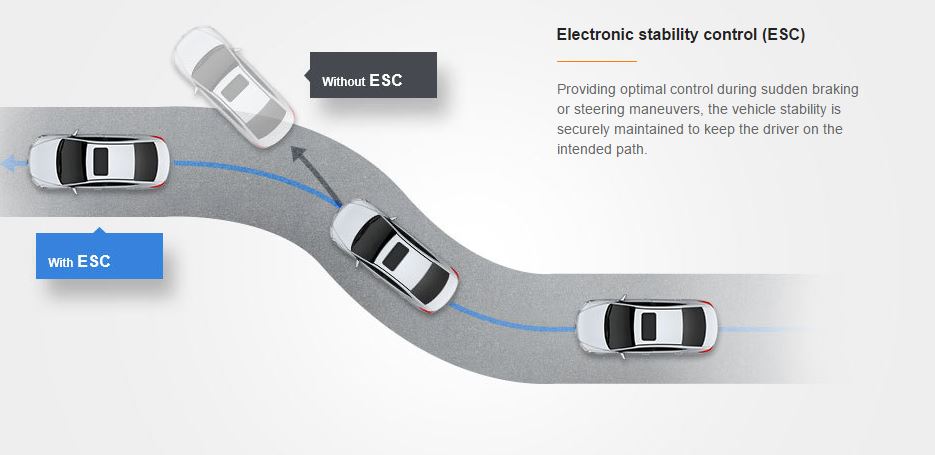 Electronic stability control (ESC)
Without ESC
Providing optimal control during sudden braking
or steering maneuvers, the vehicle stability is
securely maintained to keep the driver on the
intended path.
With ESC